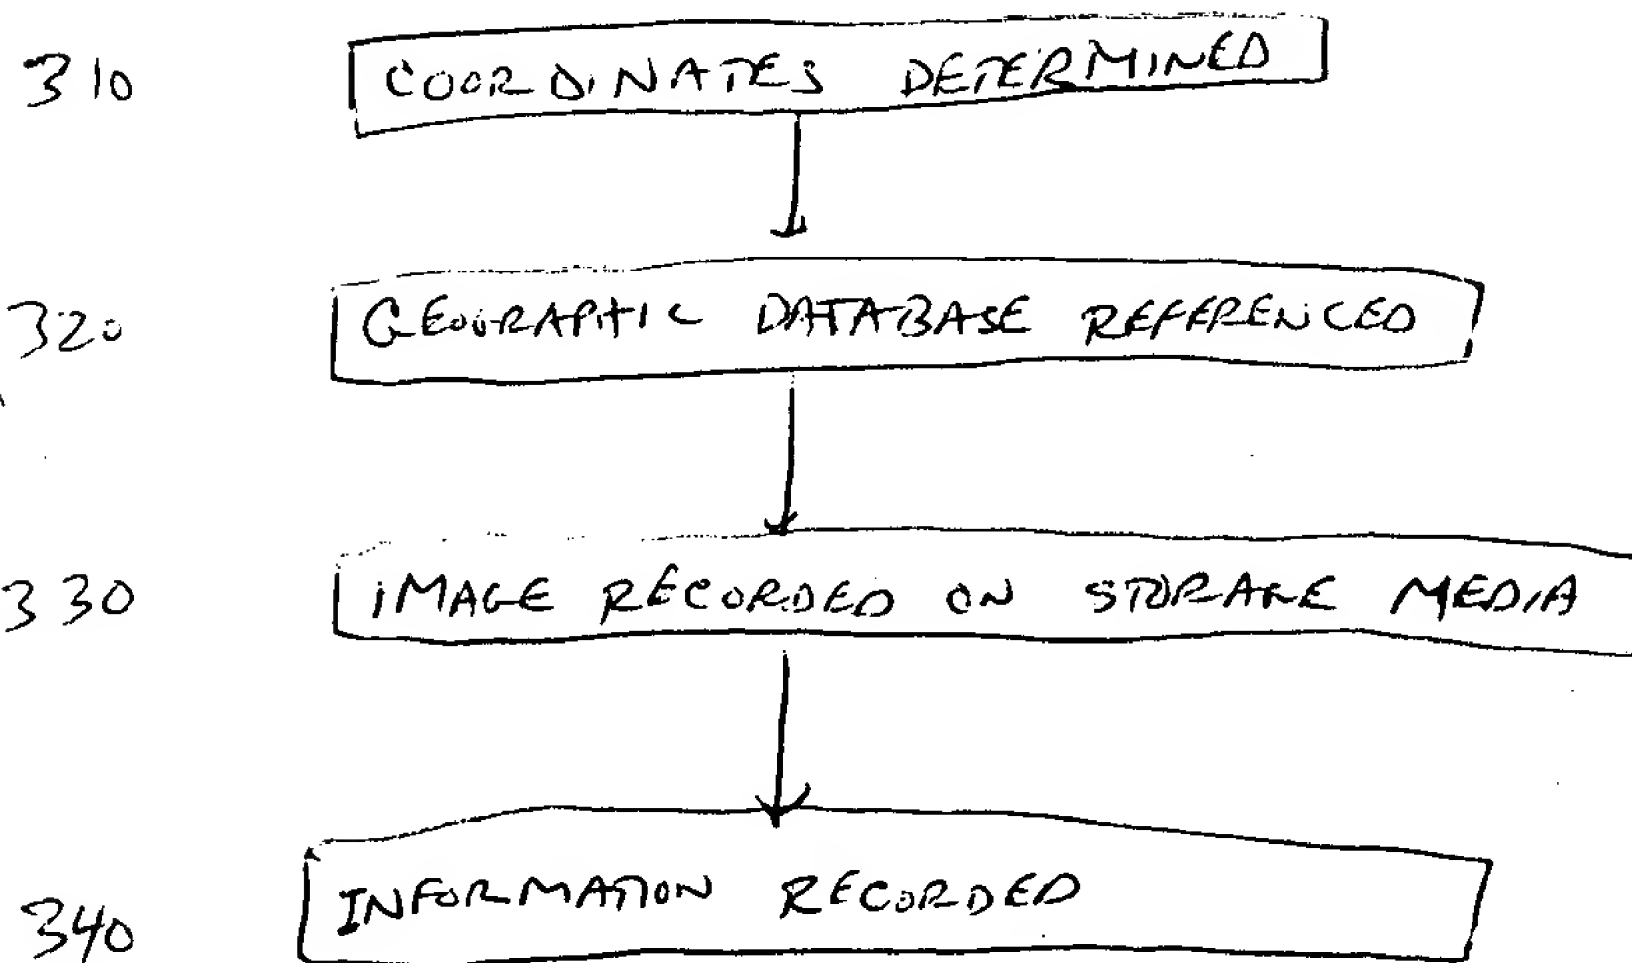 310 COORDINATES DETERMINED
320 GEOGRAPHIC DATABASE REFERENCED
330 IMAGE RECORDED ON STORAGE MEDIA
340 INFORMATION RECORDED